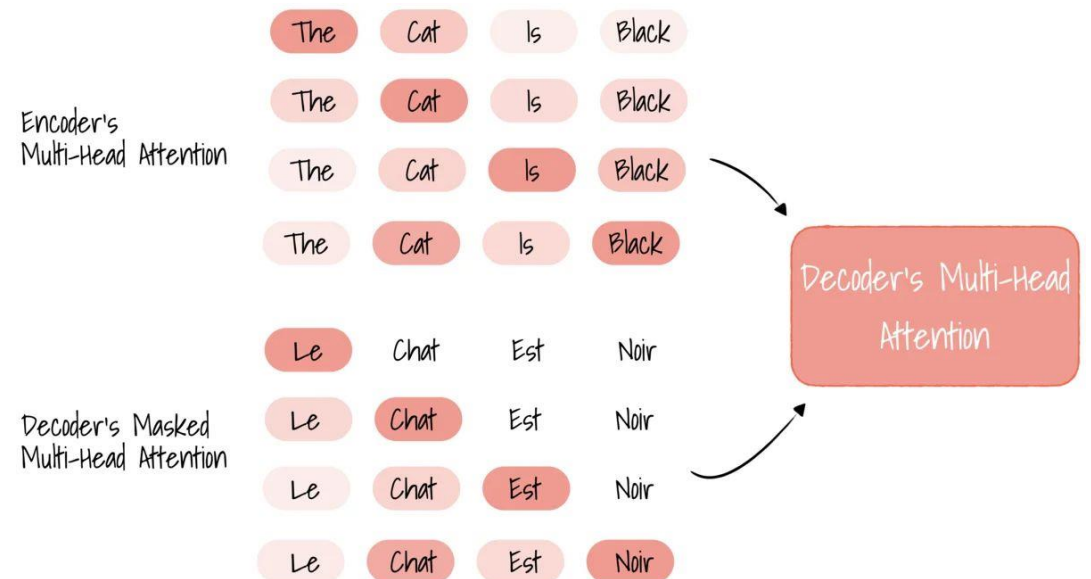 The Cat Is Black
The Cat Is Black
Encoder's
Multi-Head Attention
The Cat Is Black
The Cat Is Black
Decoder's Multi-Head
Attention
Le Chat Est Noir
Le Chat Est Noir
Decoder's Masked
Multi-Head Attention
Le Chat Est Noir
Le Chat Est Noir